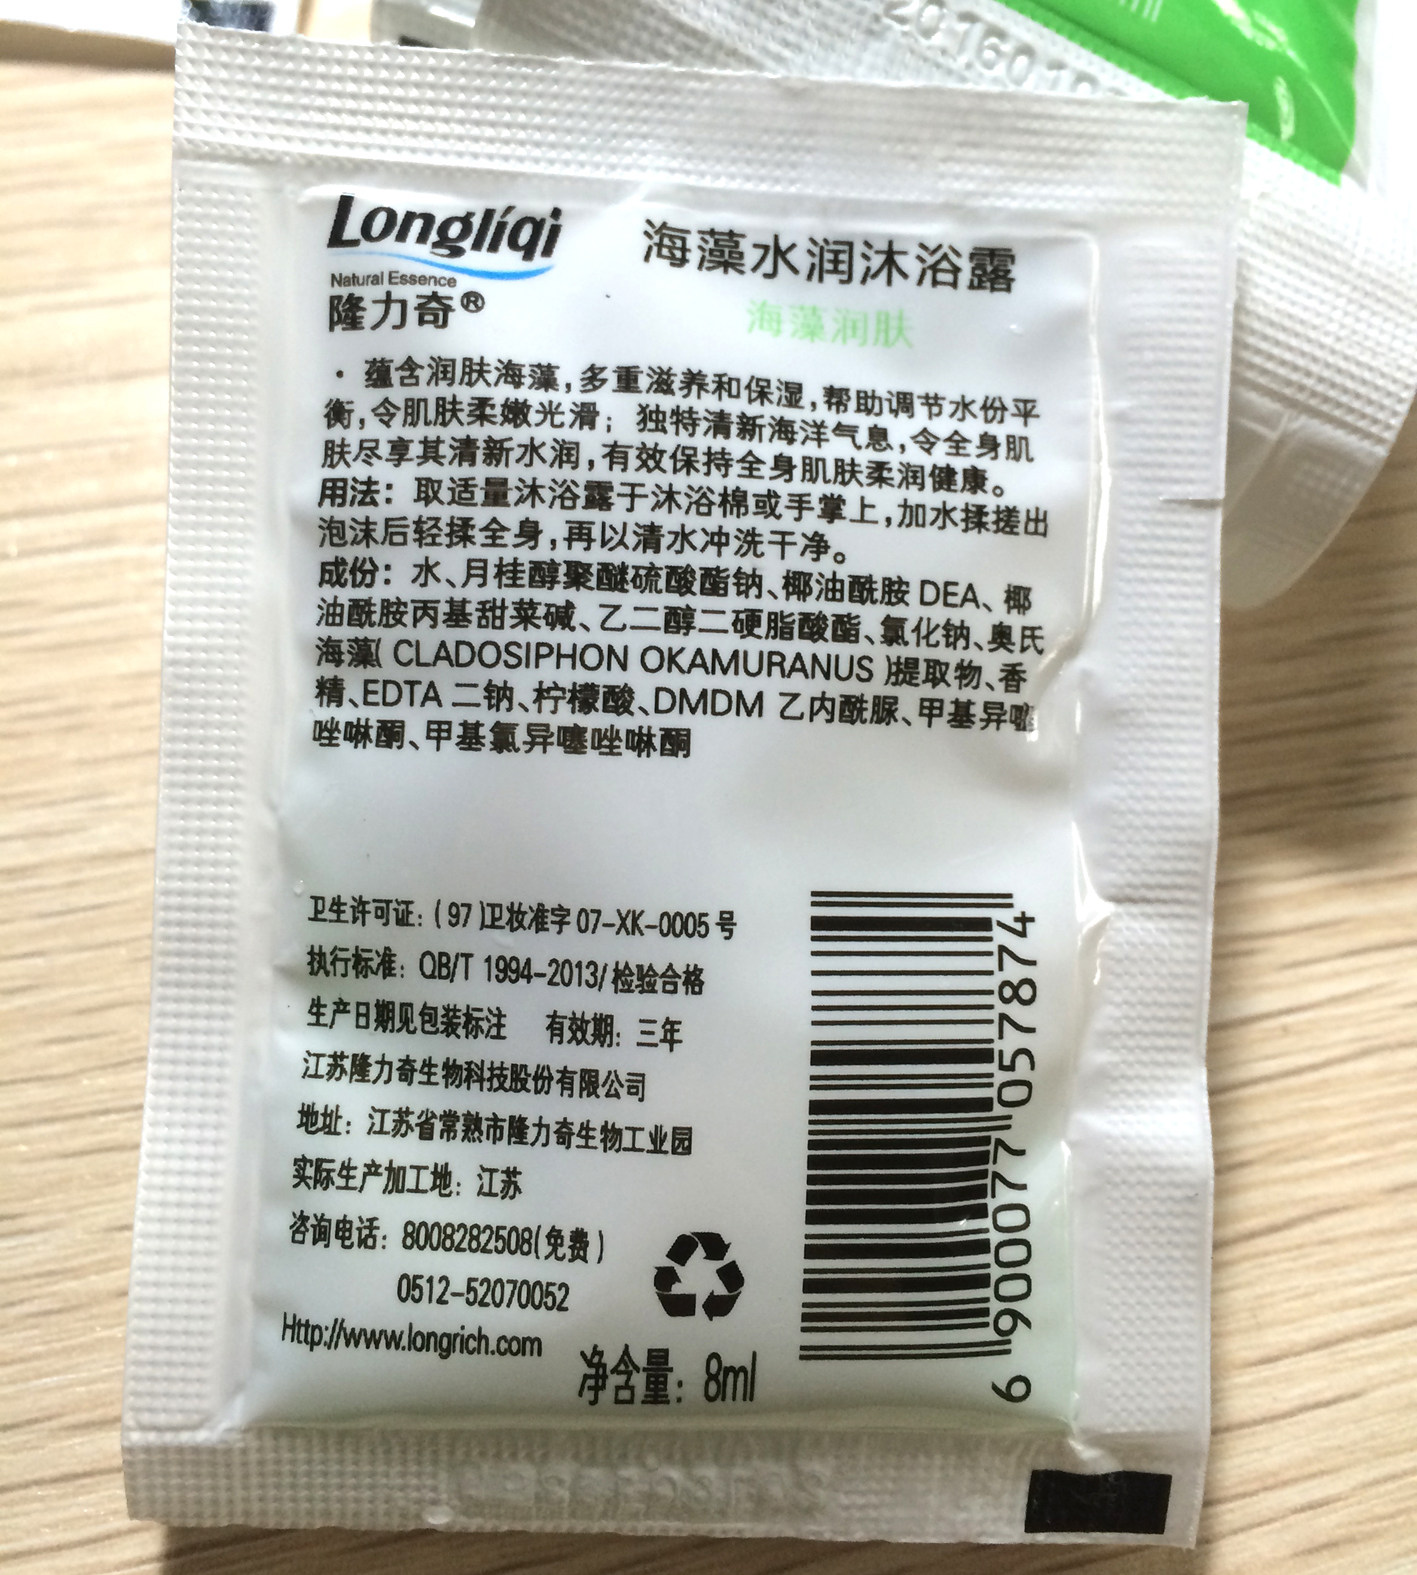 Longlíqi
Natural Essence
隆力奇®
海藻水润沐浴露
海藻润肤
· 蕴含润肤海藻,多重滋养和保湿,帮助调节水份平
衡,令肌肤柔嫩光滑；独特清新海洋气息,令全身肌
肤尽享其清新水润,有效保持全身肌肤柔润健康。
用法：取适量沐浴露于沐浴棉或手掌上,加水揉搓出
泡沫后轻揉全身,再以清水冲洗干净。
成份：水、月桂醇聚醚硫酸酯钠、椰油酰胺 DEA、椰
油酰胺丙基甜菜碱、乙二醇二硬脂酸酯、氯化钠、奥氏
海藻( CLADOSIPHON OKAMURANUS )提取物、香
精、EDTA 二钠、柠檬酸、DMDM 乙内酰脲、甲基异噻
唑啉酮、甲基氯异噻唑啉酮
卫生许可证：( 97 )卫妆准字 07-XK-0005 号
执行标准：QB/T 1994-2013/ 检验合格
生产日期见包装标注 有效期：三年
江苏隆力奇生物科技股份有限公司
地址：江苏省常熟市隆力奇生物工业园
实际生产加工地：江苏
咨询电话：8008282508(免费)
0512-52070052
Http://www.longrich.com
净含量：8ml
6 900077 057874